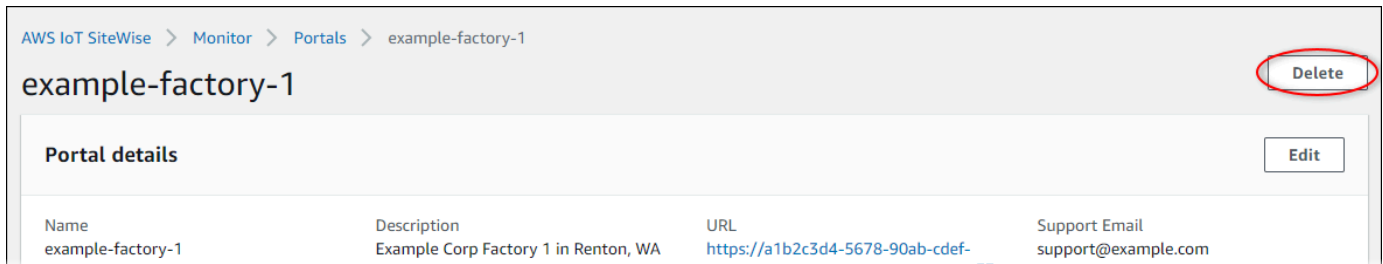 AWS IoT SiteWise > Monitor > Portals > example-factory-1
example-factory-1
Delete
Portal details
Edit
Name Description URL Support Email
example-factory-1 Example Corp Factory 1 in Renton, WA https://a1b2c3d4-5678-90ab-cdef- support@example.com